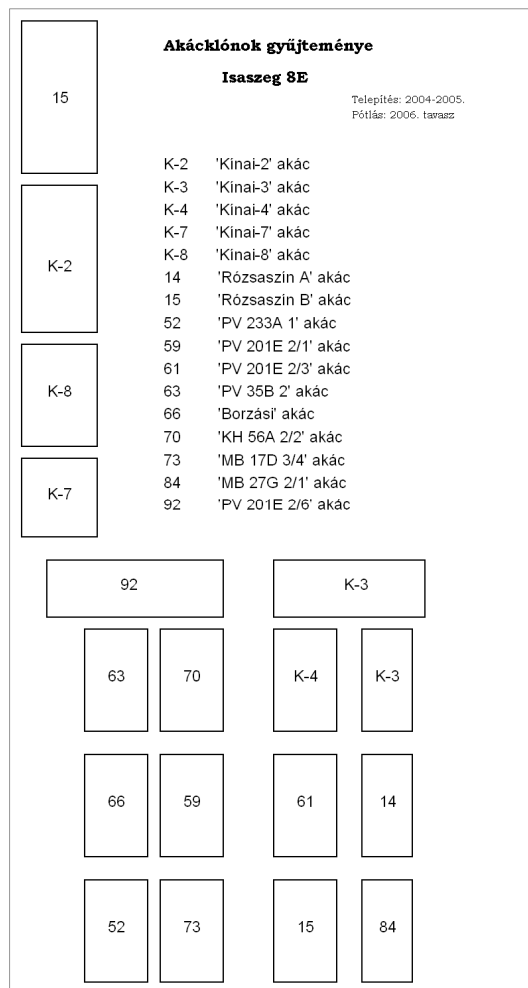 Akácklónok gyűjteménye
Isaszeg 8E
Telepítés: 2004-2005.
Pótlás: 2006. tavasz
15
K-2
K-8
K-7
K-2 'Kínai-2' akác
K-3 'Kínai-3' akác
K-4 'Kínai-4' akác
K-7 'Kínai-7' akác
K-8 'Kínai-8' akác
14 'Rózsaszín A' akác
15 'Rózsaszín B' akác
52 'PV 233A 1' akác
59 'PV 201E 2/1' akác
61 'PV 201E 2/3' akác
63 'PV 35B 2' akác
66 'Borzási' akác
70 'KH 56A 2/2' akác
73 'MB 17D 3/4' akác
84 'MB 27G 2/1' akác
92 'PV 201E 2/6' akác
92 K-3
63 70 K-4 K-3
66 59 61 14
52 73 15 84